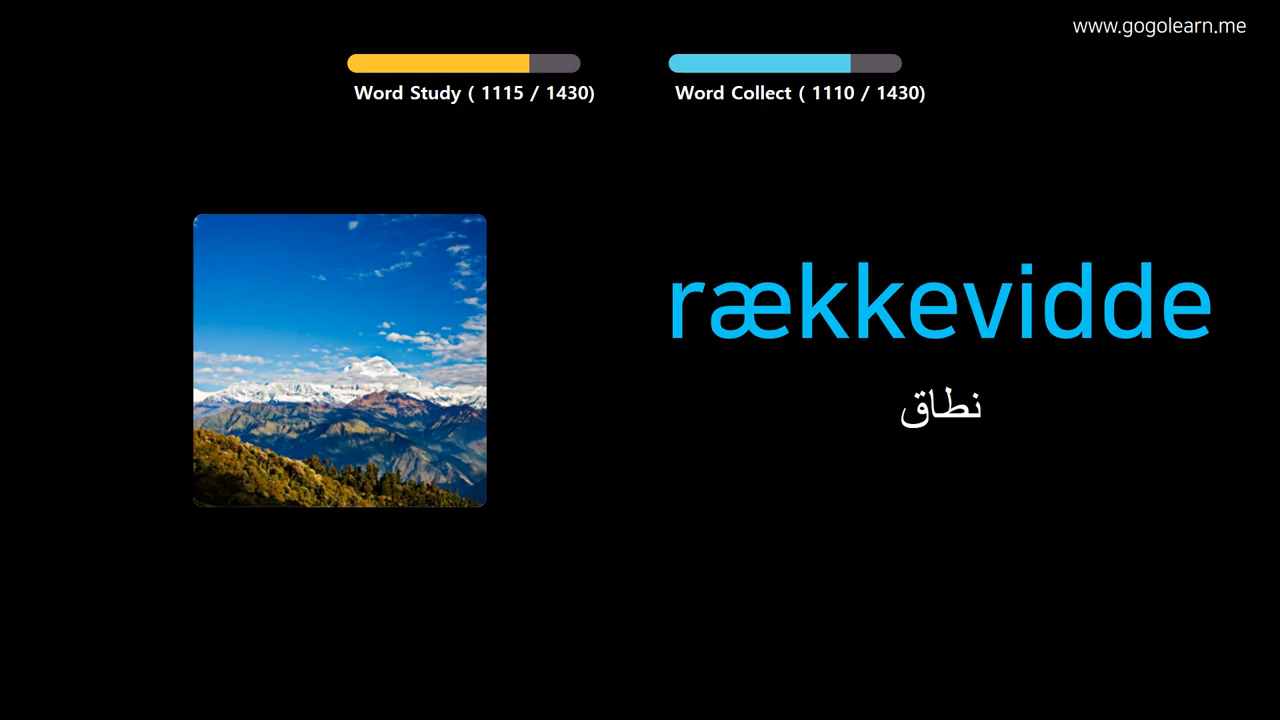 www.gogolearn.me
Word Study ( 1115 / 1430)
Word Collect ( 1110 / 1430)
rækkevidde
نطاق